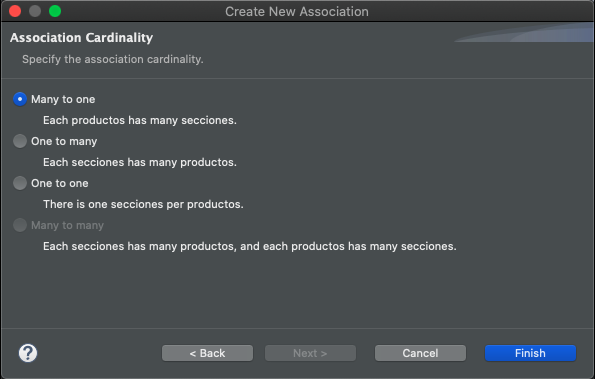 Create New Association
Association Cardinality
Specify the association cardinality.
Many to one
Each productos has many secciones.
One to many
Each secciones has many productos.
One to one
There is one secciones per productos.
Many to many
Each secciones has many productos, and each productos has many secciones.
?
< Back
Next >
Cancel
Finish